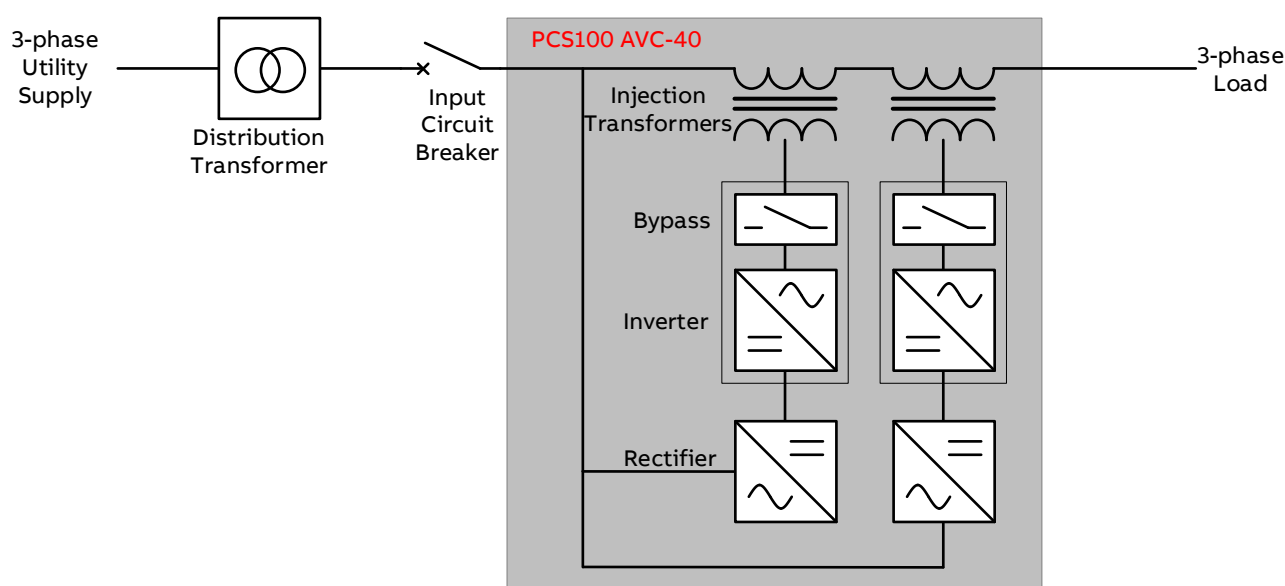 3-phase
Utility
Supply
Distribution
Transformer
Input
Circuit
Breaker
PCS100 AVC-40
Injection
Transformers
Bypass
Inverter
Rectifier
3-phase
Load